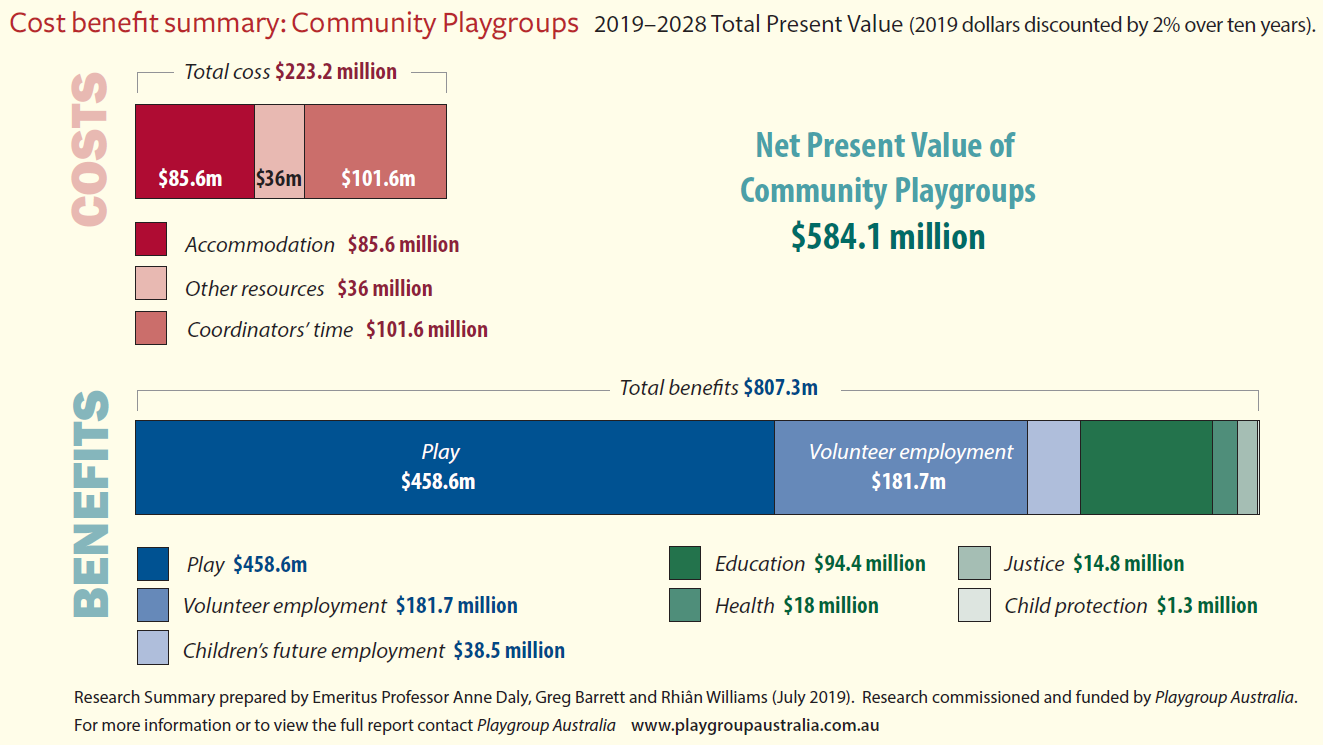 Cost benefit summary: Community Playgroups 2019–2028 Total Present Value (2019 dollars discounted by 2% over ten years).
COSTS
Total coss $223.2 million
$85.6m
$36m
$101.6m
Accommodation $85.6 million
Other resources $36 million
Coordinators’ time $101.6 million
Net Present Value of
Community Playgroups
$584.1 million
BENEFITS
Total benefits $807.3m
Play
$458.6m
Volunteer employment
$181.7m
Play $458.6m
Volunteer employment $181.7 million
Children’s future employment $38.5 million
Education $94.4 million
Health $18 million
Justice $14.8 million
Child protection $1.3 million
Research Summary prepared by Emeritus Professor Anne Daly, Greg Barrett and Rhiân Williams (July 2019). Research commissioned and funded by Playgroup Australia.
For more information or to view the full report contact Playgroup Australia www.playgroupaustralia.com.au